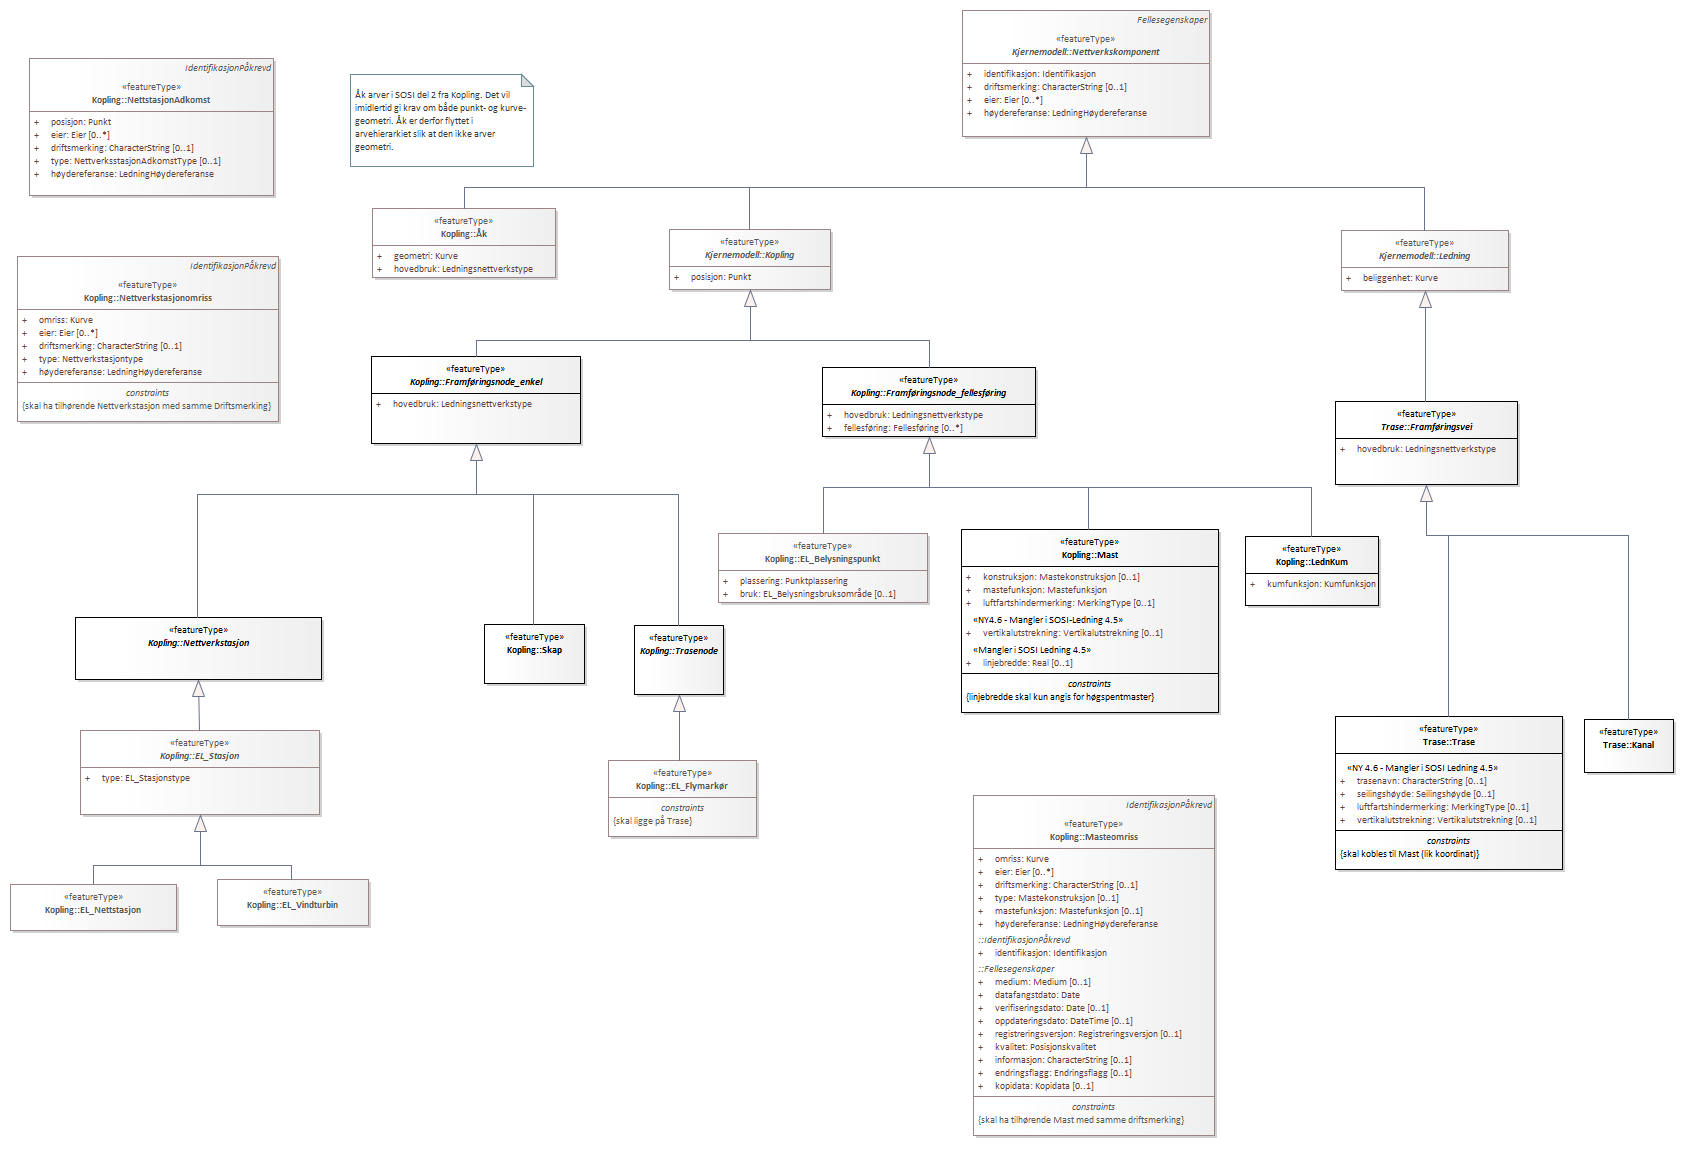 Fellesegenskaper
«featureType»
Kjernemodell::Nettverkskomponent
+ identifikasjon: Identifikasjon
+ driftsmerking: CharacterString [0..1]
+ eier: Eier [0..*]
+ høydereferanse: LedningHøydereferanse
IdentifikasjonPåkrevd
«featureType»
Kopling::NettstasjonAdkomst
+ posisjon: Punkt
+ eier: Eier [0..*]
+ driftsmerking: CharacterString [0..1]
+ type: NettverksstasjonAdkomstType [0..1]
+ høydereferanse: LedningHøydereferanse
Åk arver i SOSI del 2 fra Kopling. Det vil
imidlertid gi krav om både punkt- og kurve-
geometri. Åk er derfor flyttet i
arvehierarkiet slik at den ikke arver
geometri.
«featureType»
Kopling::Åk
+ geometri: Kurve
+ hovedbruk: Ledningsnettverkstype
«featureType»
Kjernemodell::Kopling
+ posisjon: Punkt
«featureType»
Kjernemodell::Ledning
+ beliggenhet: Kurve
IdentifikasjonPåkrevd
«featureType»
Kopling::Nettverkstasjonomriss
+ omriss: Kurve
+ eier: Eier [0..*]
+ driftsmerking: CharacterString [0..1]
+ type: Nettverkstasjontype
+ høydereferanse: LedningHøydereferanse
constraints
{skal ha tilhørende Nettverkstasjon med samme Driftsmerking}
«featureType»
Kopling::Framføringsnode_enkel
+ hovedbruk: Ledningsnettverkstype
«featureType»
Kopling::Framføringsnode_fellesføring
+ hovedbruk: Ledningsnettverkstype
+ fellesføring: Fellesføring [0..*]
«featureType»
Trase::Framføringsvei
+ hovedbruk: Ledningsnettverkstype
«featureType»
Kopling::EL_Belysningspunkt
+ plassering: Punktplassering
+ bruk: EL_Belysningsbruksområde [0..1]
«featureType»
Kopling::Mast
+ konstruksjon: Mastekonstruksjon [0..1]
+ mastefunksjon: Mastefunksjon
+ luftfartshindermerking: MerkingType [0..1]
«NY4.6 - Mangler i SOSI-Ledning 4.5»
+ vertikalutstrekning: Vertikalutstrekning [0..1]
«Mangler i SOSI Ledning 4.5»
+ linjebredde: Real [0..1]
constraints
{linjebredde skal kun angis for høgspentmaster}
«featureType»
Kopling::LednKum
+ kumfunksjon: Kumfunksjon
«featureType»
Kopling::Nettverkstasjon
«featureType»
Kopling::Skap
«featureType»
Kopling::Trasenode
«featureType»
Kopling::EL_Stasjon
+ type: EL_Stasjonstype
«featureType»
Kopling::EL_Flymarkør
constraints
{skal ligge på Trase}
«featureType»
Trase::Trase
«NY 4.6 - Mangler i SOSI Ledning 4.5»
+ trasenavn: CharacterString [0..1]
+ seilingshøyde: Seilingshøyde [0..1]
+ luftfartshindermerking: MerkingType [0..1]
+ vertikalutstrekning: Vertikalutstrekning [0..1]
constraints
{skal kobles til Mast (lik koordinat)}
«featureType»
Trase::Kanal
«featureType»
Kopling::EL_Nettstasjon
«featureType»
Kopling::EL_Vindturbin
IdentifikasjonPåkrevd
«featureType»
Kopling::Masteomriss
+ omriss: Kurve
+ eier: Eier [0..*]
+ driftsmerking: CharacterString [0..1]
+ type: Mastekonstruksjon [0..1]
+ mastefunksjon: Mastefunksjon [0..1]
+ høydereferanse: LedningHøydereferanse
::IdentifikasjonPåkrevd
+ identifikasjon: Identifikasjon
::Fellesegenskaper
+ medium: Medium [0..1]
+ datafangstdato: Date
+ verifiseringsdato: Date [0..1]
+ oppdateringsdato: DateTime [0..1]
+ registreringsversjon: Registreringsversjon [0..1]
+ kvalitet: Posisjonskvalitet
+ informasjon: CharacterString [0..1]
+ endringsflagg: Endringsflagg [0..1]
+ kopidata: Kopidata [0..1]
constraints
{skal ha tilhørende Mast med samme driftsmerking}